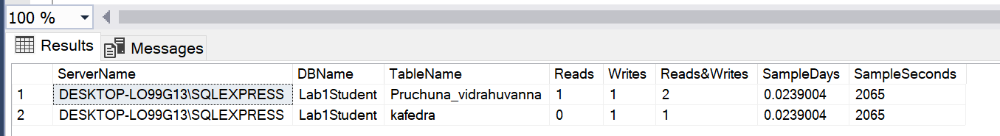 100 %
Results Messages
ServerName DBName TableName Reads Writes Reads&Writes SampleDays SampleSeconds
1 DESKTOP-LO99G13\SQLEXPRESS Lab1Student Pruchuna_vidrahuvanna 1 1 2 0.0239004 2065
2 DESKTOP-LO99G13\SQLEXPRESS Lab1Student kafedra 0 1 1 0.0239004 2065